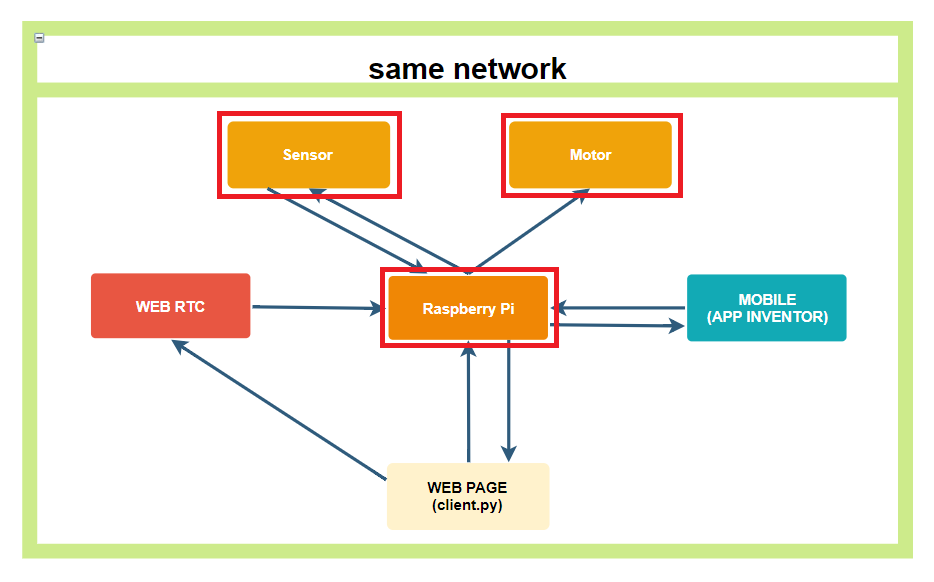 same network
Sensor
Motor
WEB RTC
Raspberry Pi
MOBILE
(APP INVENTOR)
WEB PAGE
(client.py)